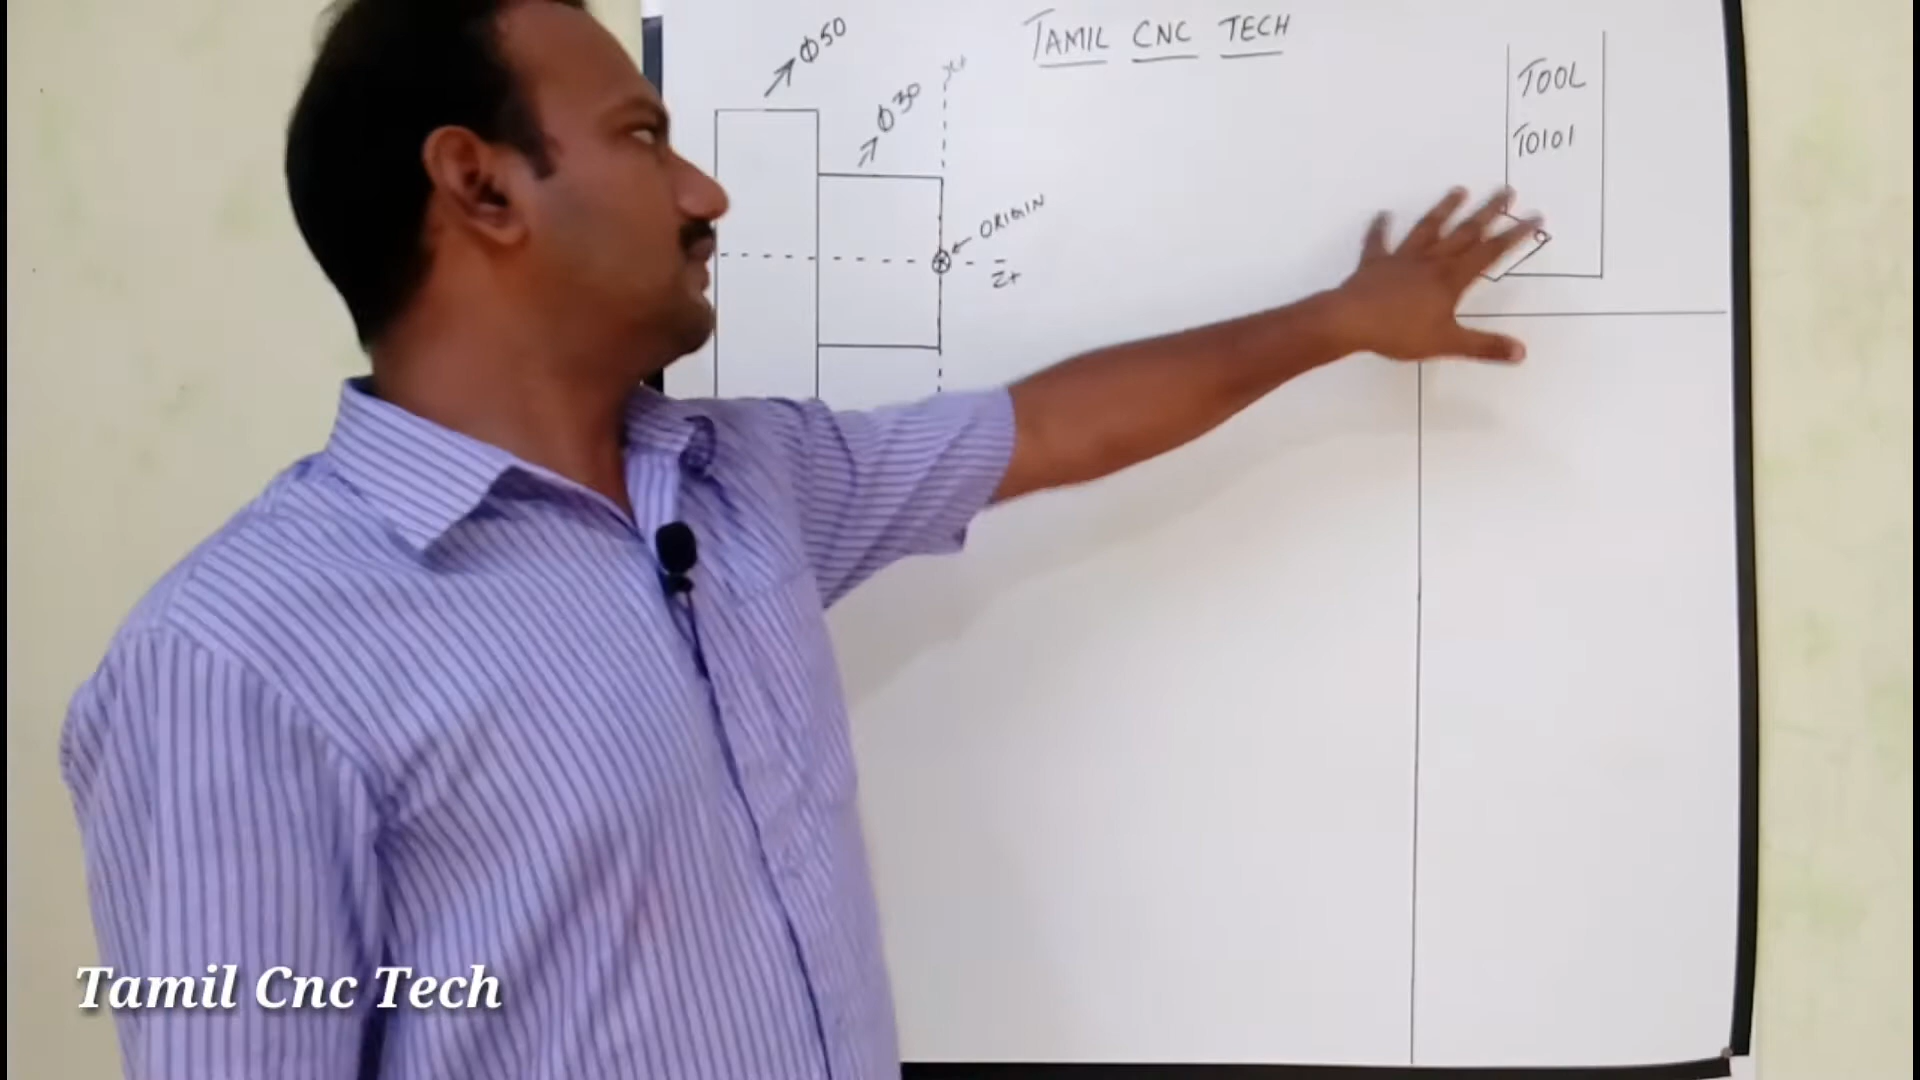 TAMIL CNC TECH
Φ50
Φ30
X+
ORIGIN
Z+
TOOL
T0101
Tamil Cnc Tech